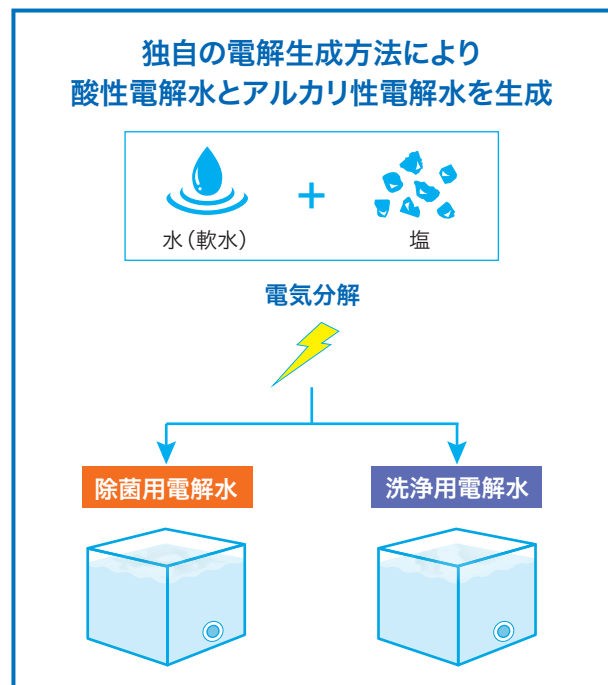 独自の電解生成方法により
酸性電解水とアルカリ性電解水を生成
水(軟水)
+
塩
電気分解
除菌用電解水
洗浄用電解水